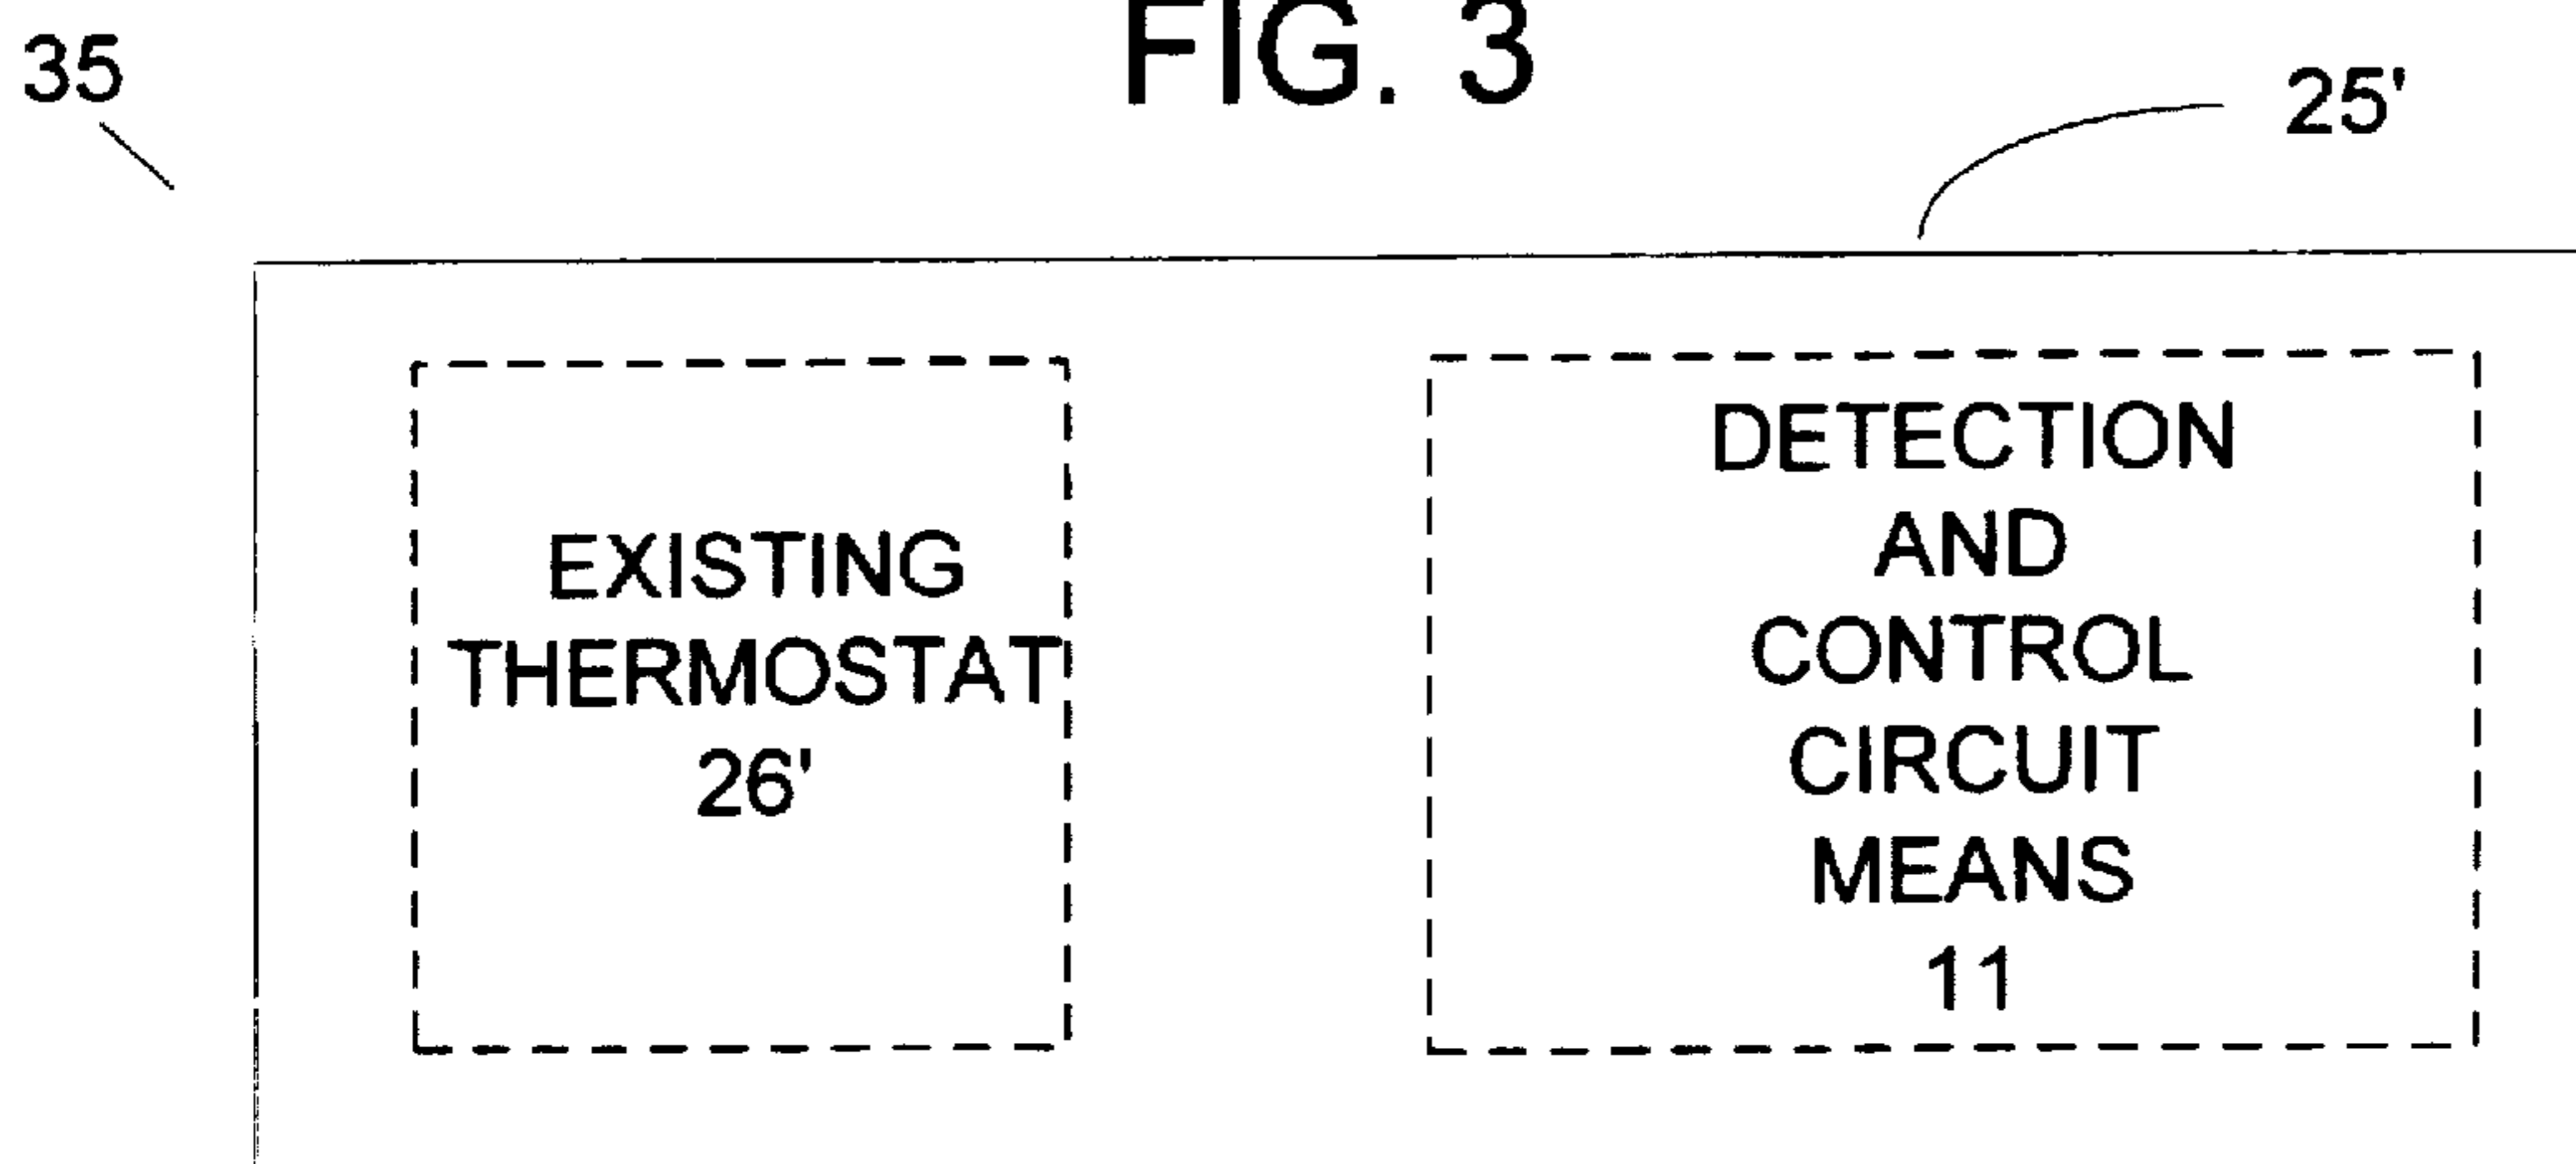 FIG. 3
35
25'
EXISTING
THERMOSTAT
26'
DETECTION
AND
CONTROL
CIRCUIT
MEANS
11